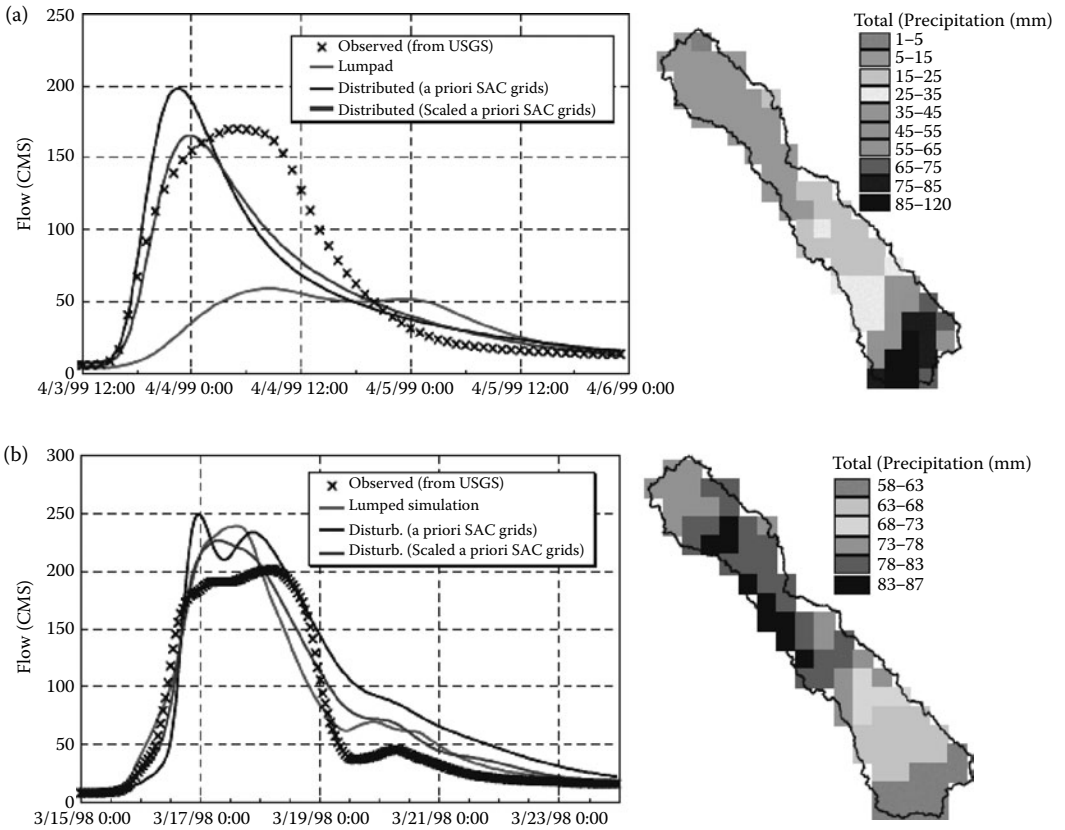 (a)
250
200
150
100
50
0
Flow (CMS)
Observed (from USGS)
Lumpad
Distributed (a priori SAC grids)
Distributed (Scaled a priori SAC grids)
4/3/99 12:00
4/4/99 0:00
4/4/99 12:00
4/5/99 0:00
4/5/99 12:00
4/6/99 0:00
Total (Precipitation (mm)
1–5
5–15
15–25
25–35
35–45
45–55
55–65
65–75
75–85
85–120
(b)
300
250
200
150
100
50
0
Flow (CMS)
Observed (from USGS)
Lumped simulation
Disturb. (a priori SAC grids)
Disturb. (Scaled a priori SAC grids)
3/15/98 0:00
3/17/98 0:00
3/19/98 0:00
3/21/98 0:00
3/23/98 0:00
Total (Precipitation (mm)
58–63
63–68
68–73
73–78
78–83
83–87